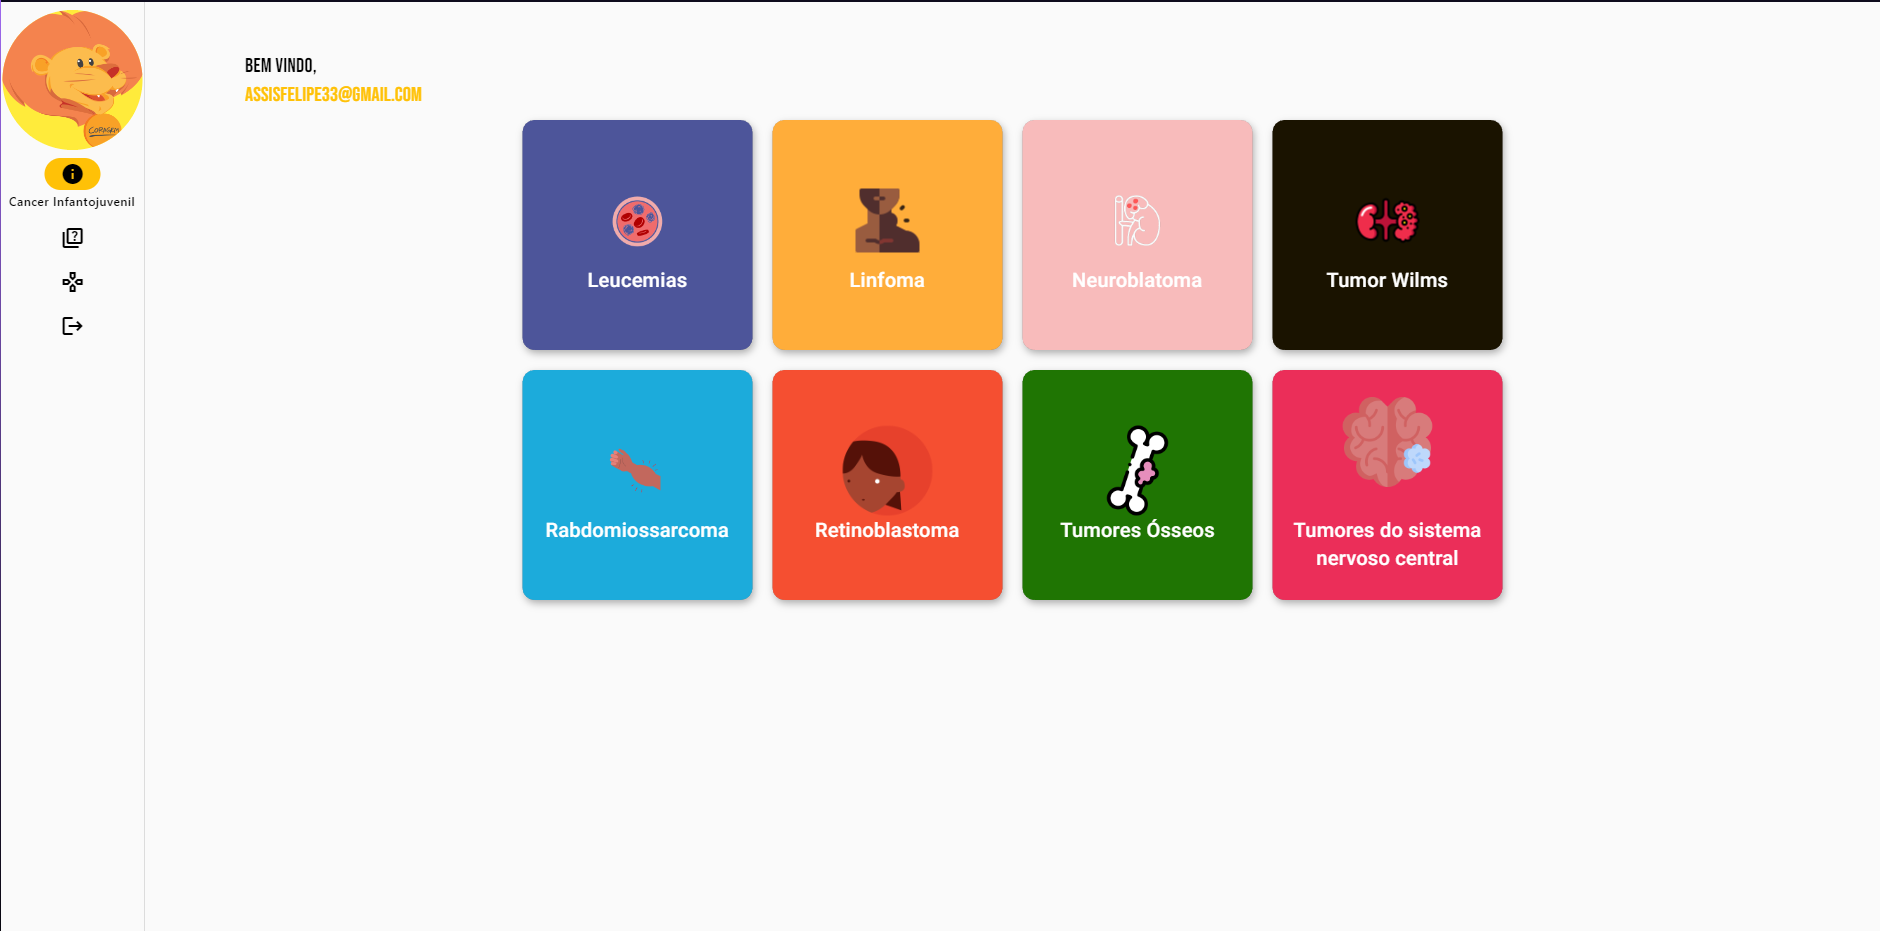 CORAGEM
Cancer Infantojuvenil
BEM VINDO,
ASSISFELIPE33@GMAIL.COM
Leucemias
Linfoma
Neuroblatoma
Tumor Wilms
Rabdomiossarcoma
Retinoblastoma
Tumores Ósseos
Tumores do sistema
nervoso central